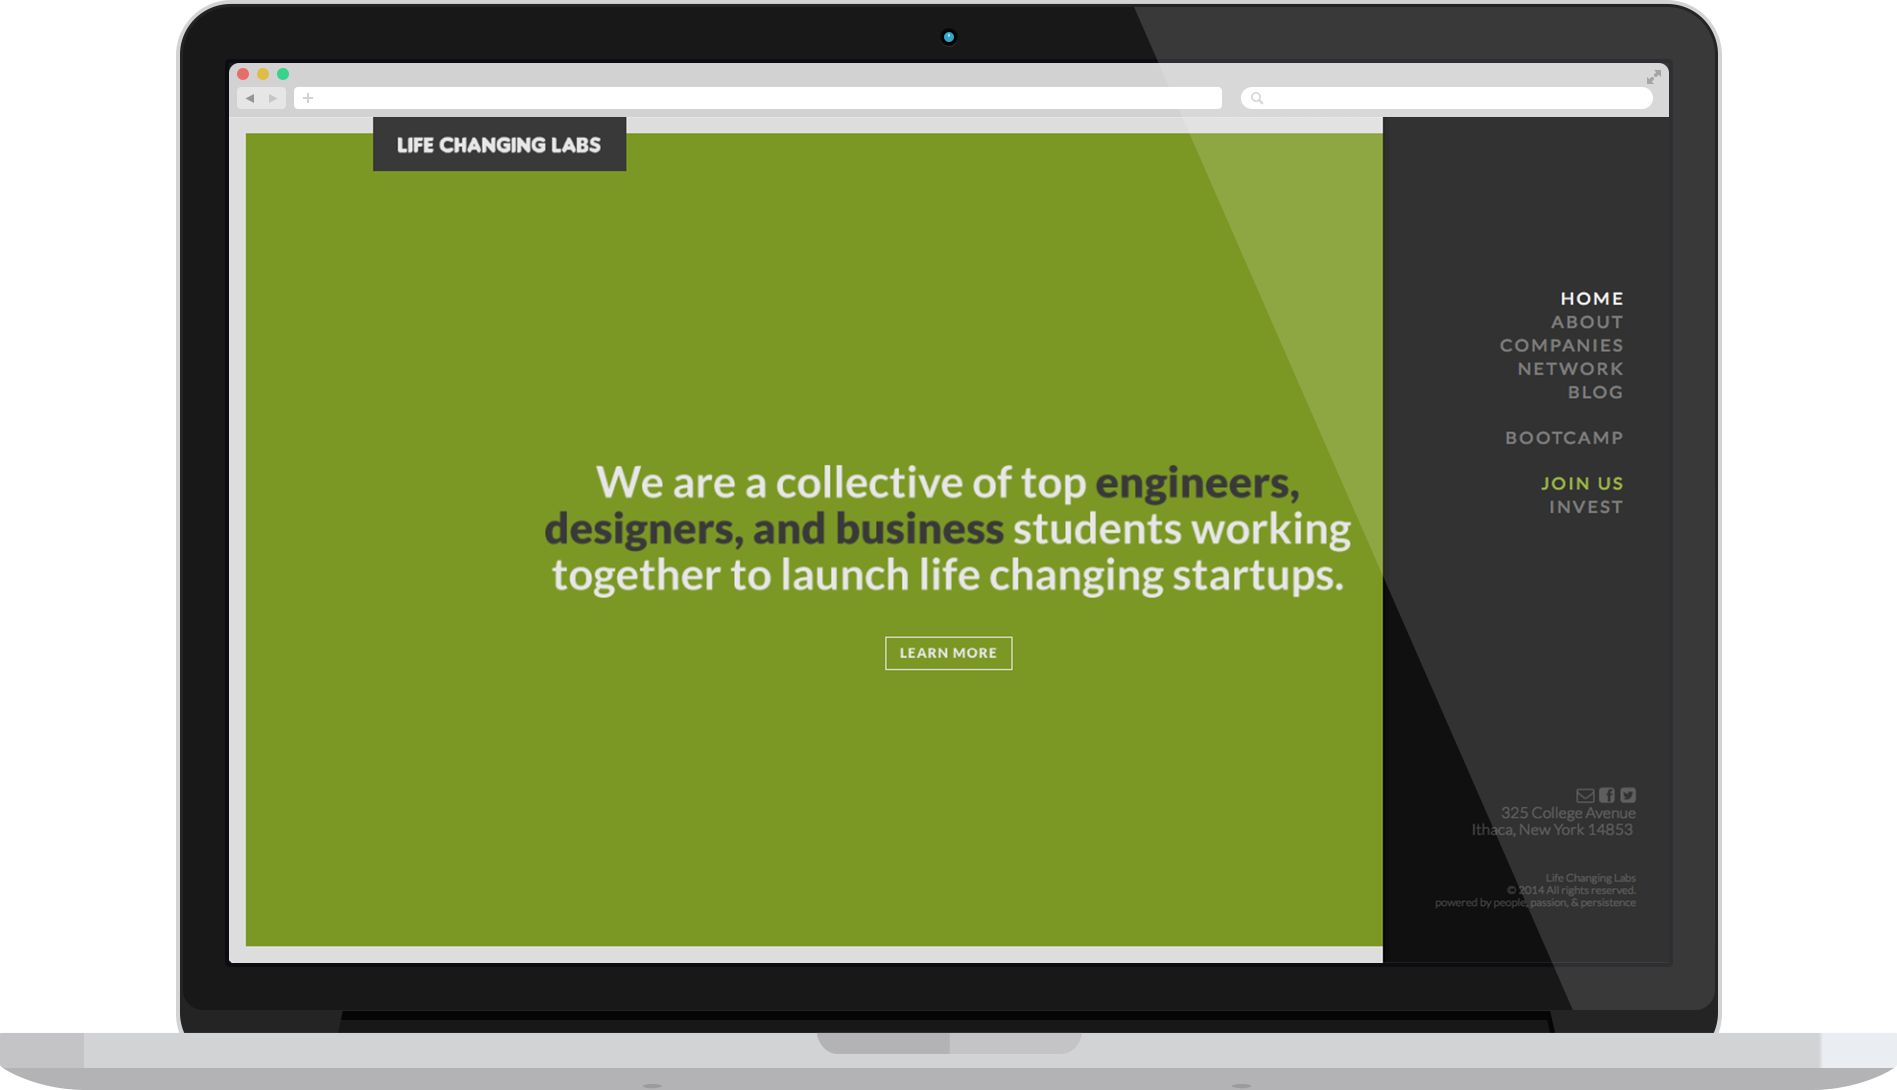 LIFE CHANGING LABS
We are a collective of top engineers,
designers, and business students working
together to launch life changing startups.
LEARN MORE
HOME
ABOUT
COMPANIES
NETWORK
BLOG
BOOTCAMP
JOIN US
INVEST
325 College Avenue
Ithaca, New York 14853
Life Changing Labs
© 2014 All rights reserved.
powered by people, passion, & persistence